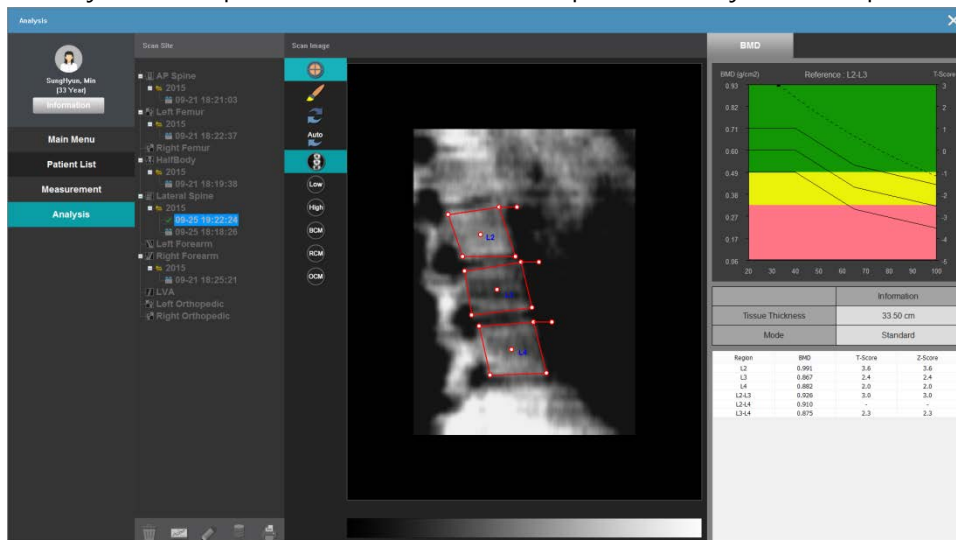 Analysis
SungHyun, Min
(33 Year)
Information
Main Menu
Patient List
Measurement
Analysis
Scan Site
AP Spine
2015
09-21 18:21:03
Left Femur
2015
09-21 18:22:37
Right Femur
HalfBody
2015
09-21 18:19:38
Lateral Spine
2015
09-25 19:22:24
09-25 18:18:26
Left Forearm
Right Forearm
2015
09-21 18:25:21
LVA
Left Orthopedic
Right Orthopedic
Scan Image
Auto
Low
High
BCM
RCM
OCM
L2
L3
L4
BMD
BMD (g/cm2) Reference : L2-L3 T-Score
0.93 3
0.82 2
0.71 1
0.60 0
0.49 -1
0.38 -2
0.27 -3
0.17 -4
0.06 -5
20 30 40 50 60 70 80 90 100
Information
Tissue Thickness 33.50 cm
Mode Standard
Region BMD T-Score Z-Score
L2 0.991 3.6 3.6
L3 0.867 2.4 2.4
L4 0.882 2.0 2.0
L2-L3 0.926 3.0 3.0
L2-L4 0.910 - -
L3-L4 0.875 2.3 2.3